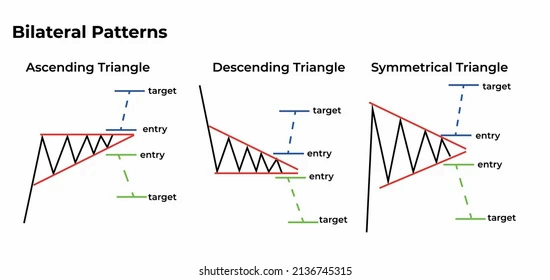 Bilateral Patterns
Ascending Triangle
target
entry
entry
target
Descending Triangle
target
entry
entry
target
Symmetrical Triangle
target
entry
entry
target
shutterstock.com · 2136745315